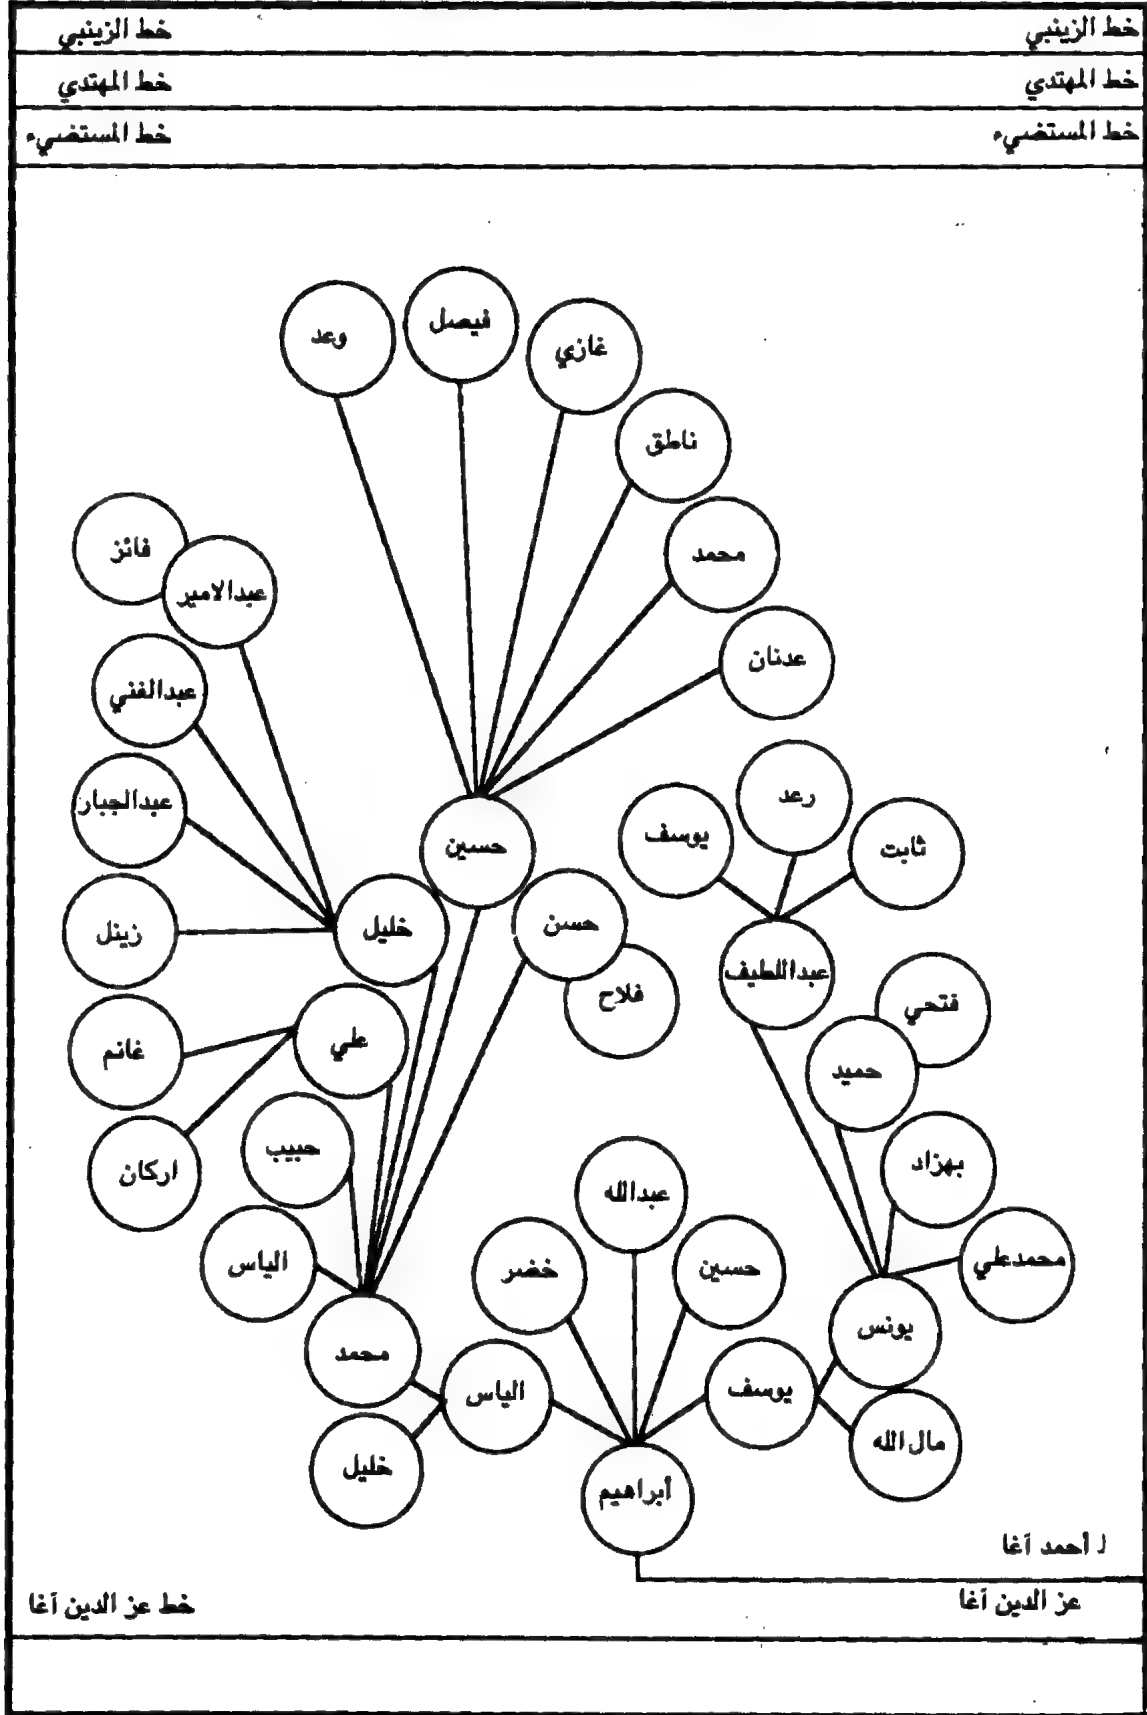 خط الزينبي
خط الزينبي
خط المهتدي
خط المهتدي
خط المستضيء
خط المستضيء
فيصل
وعد
غازي
ناطق
فائز
محمد
عبدالامير
عدنان
عبدالغني
رعد
عبدالجبار
يوسف
حسين
ثابت
حسن
خليل
زينل
عبداللطيف
فلاح
فتحي
علي
غانم
حميد
حبيب
بهزاد
اركان
عبدالله
الياس
خضر
حسين
محمدعلي
يونس
محمد
الياس
يوسف
مال الله
خليل
أبراهيم
د أحمد آغا
عز الدين آغا
خط عز الدين آغا